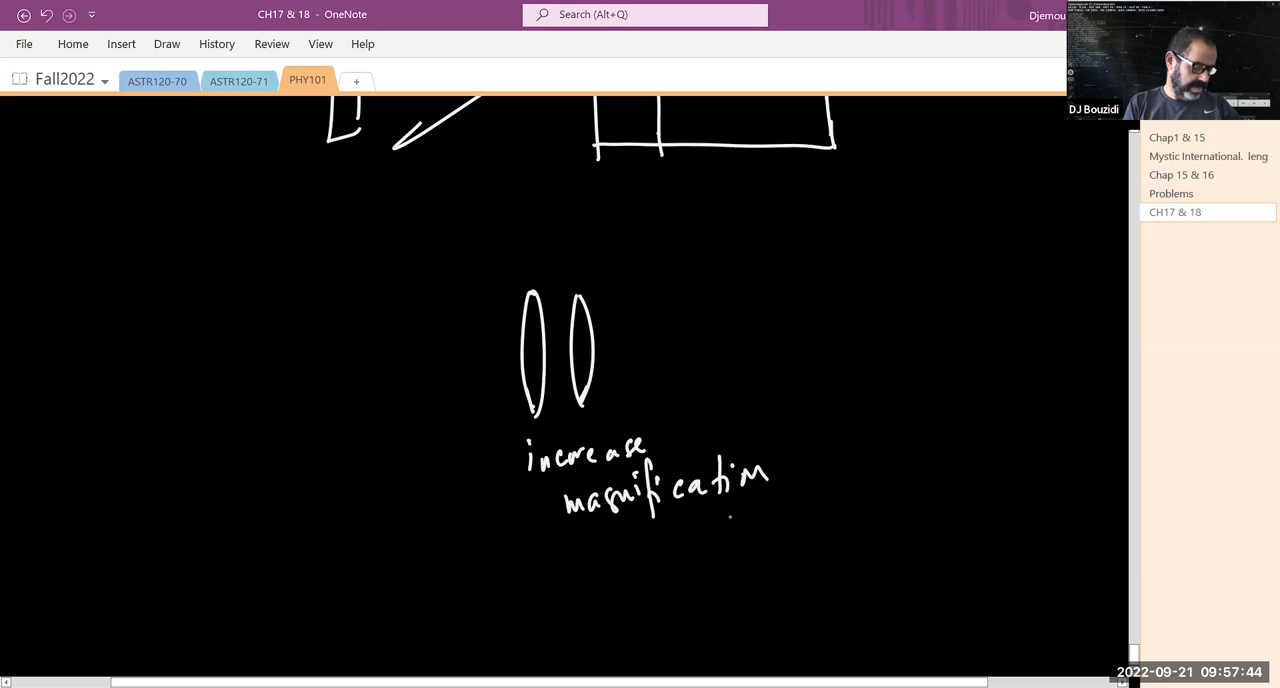 CH17 & 18 - OneNote
Search (Alt+Q)
Djemou
File Home Insert Draw History Review View Help
Fall2022 ASTR120-70 ASTR120-71 PHY101 +
DJ Bouzidi
Chap1 & 15
Mystic International. leng
Chap 15 & 16
Problems
CH17 & 18
increase
magnification
2022-09-21 09:57:44